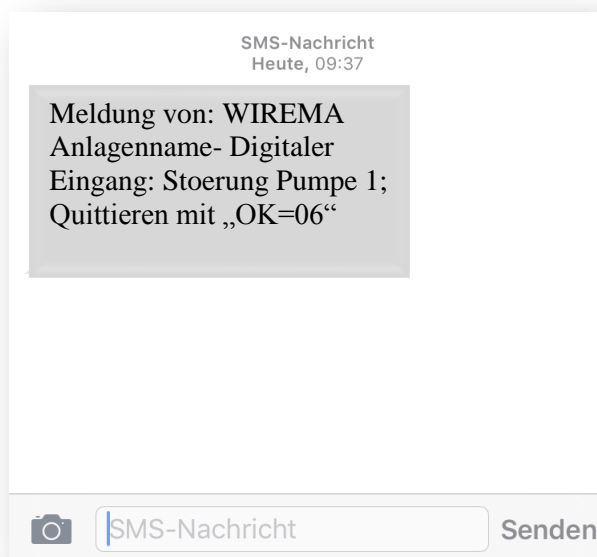 SMS-Nachricht
Heute, 09:37
Meldung von: WIREMA
Anlagenname- Digitaler
Eingang: Stoerung Pumpe 1;
Quittieren mit „OK=06“
SMS-Nachricht
Senden